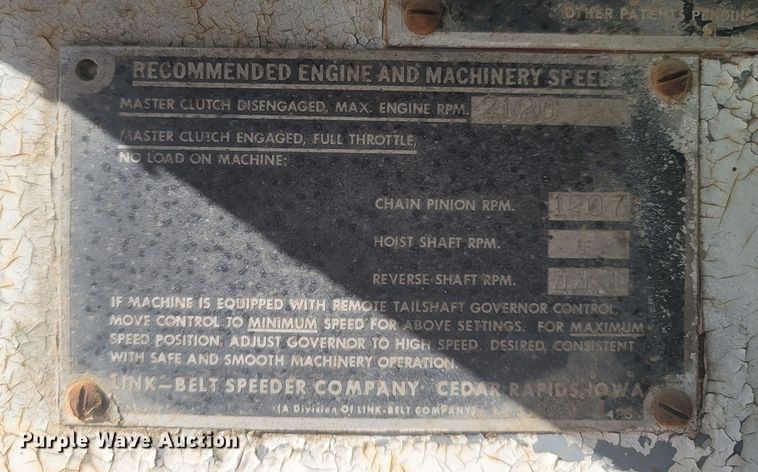 OTHER PATENTS PENDING
RECOMMENDED ENGINE AND MACHINERY SPEED
MASTER CLUTCH DISENGAGED, MAX. ENGINE RPM. 2120
MASTER CLUTCH ENGAGED, FULL THROTTLE,
NO LOAD ON MACHINE:
CHAIN PINION RPM. 1207
HOIST SHAFT RPM.
REVERSE SHAFT RPM. 44.1
IF MACHINE IS EQUIPPED WITH REMOTE TAILSHAFT GOVERNOR CONTROL
MOVE CONTROL TO MINIMUM SPEED FOR ABOVE SETTINGS. FOR MAXIMUM
SPEED POSITION, ADJUST GOVERNOR TO HIGH SPEED DESIRED, CONSISTENT
WITH SAFE AND SMOOTH MACHINERY OPERATION.
LINK-BELT SPEEDER COMPANY. CEDAR RAPIDS, IOWA
(A Division Of LINK-BELT COMPANY)
Purple Wave Auction